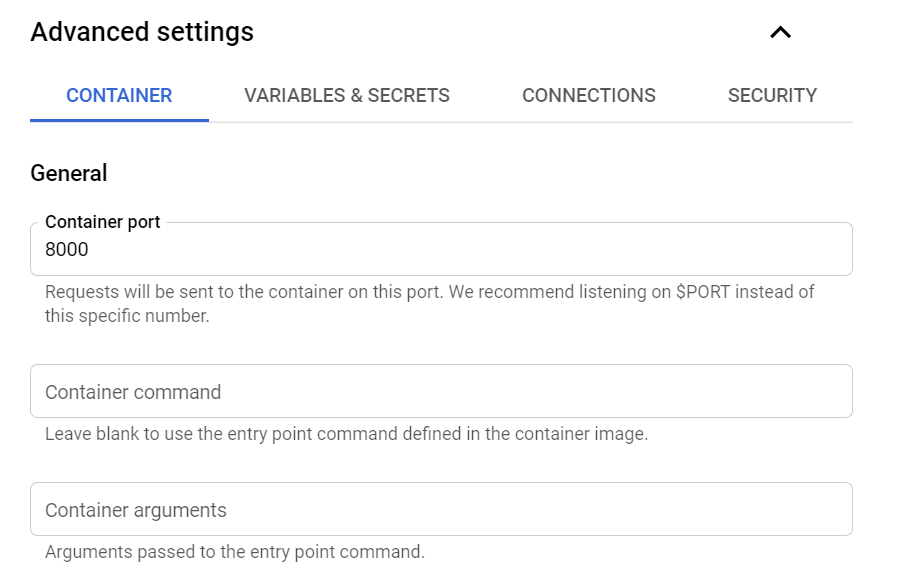 Advanced settings
CONTAINER VARIABLES & SECRETS CONNECTIONS SECURITY
General
Container port
8000
Requests will be sent to the container on this port. We recommend listening on $PORT instead of
this specific number.
Container command
Leave blank to use the entry point command defined in the container image.
Container arguments
Arguments passed to the entry point command.